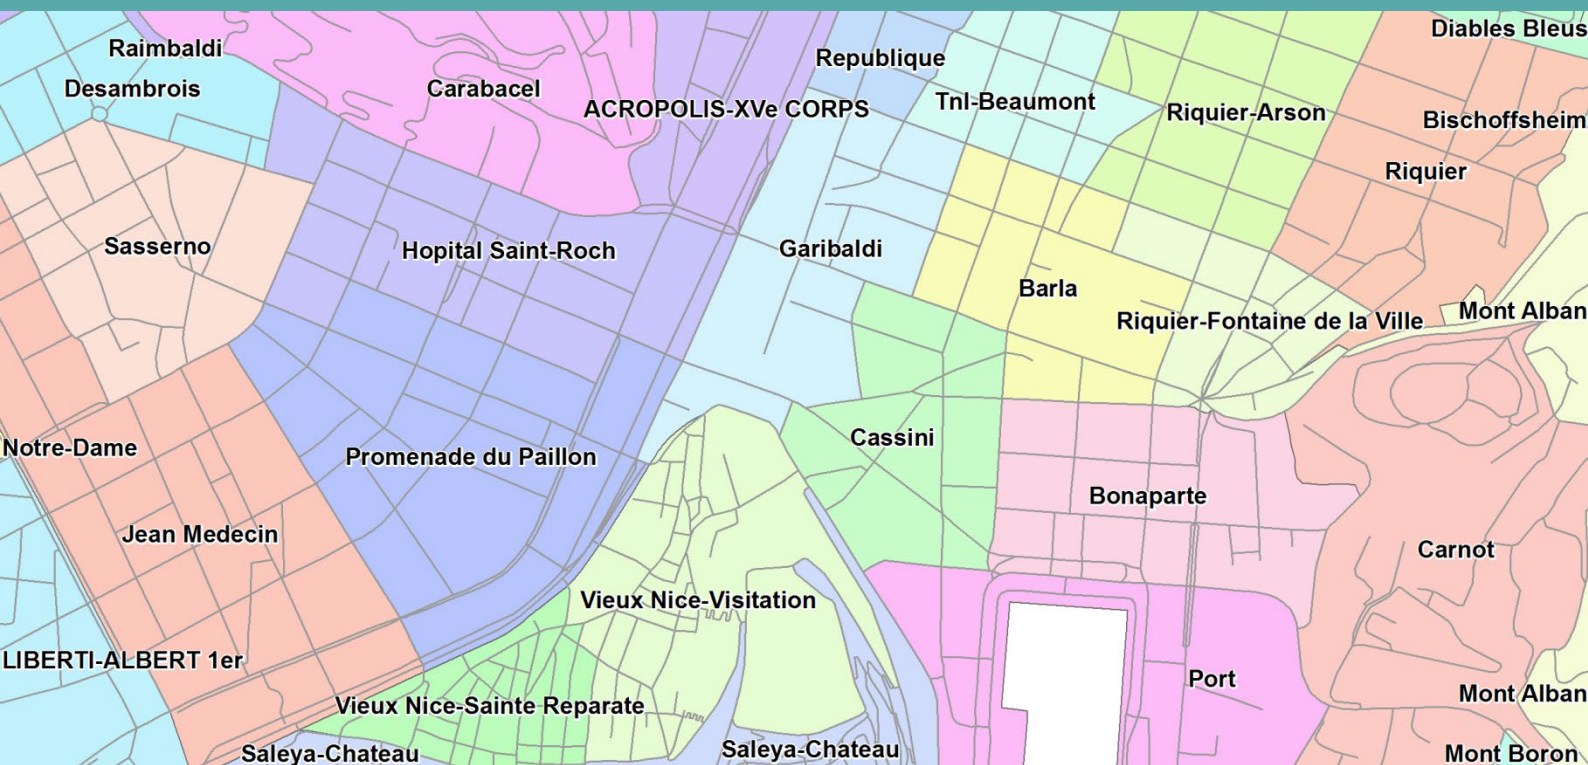 Diables Bleus
Raimbaldi
Republique
Desambrois
Carabacel
ACROPOLIS-XVe CORPS
Tnl-Beaumont
Riquier-Arson
Bischoffsheim
Riquier
Sasserno
Hopital Saint-Roch
Garibaldi
Barla
Riquier-Fontaine de la Ville
Mont Alban
Notre-Dame
Promenade du Paillon
Cassini
Bonaparte
Jean Medecin
Carnot
Vieux Nice-Visitation
LIBERTI-ALBERT 1er
Port
Mont Alban
Vieux Nice-Sainte Reparate
Saleya-Chateau
Saleya-Chateau
Mont Boron